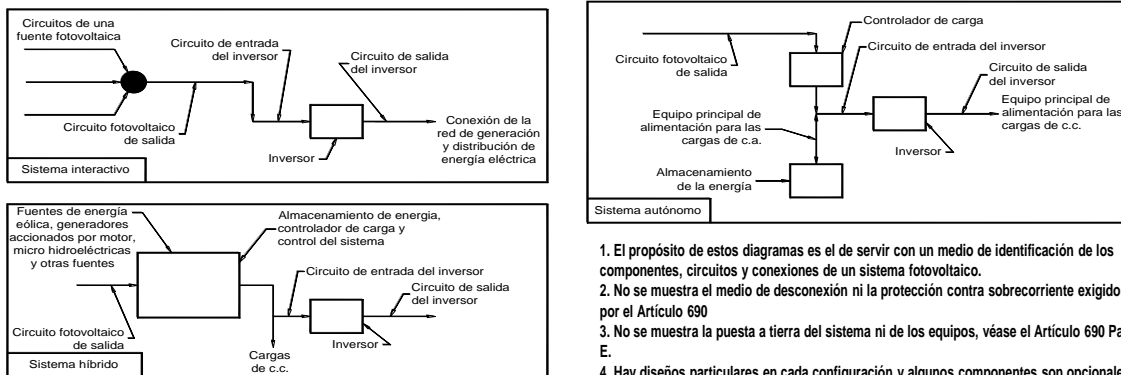 Circuitos de una
fuente fotovoltaica
Circuito de entrada
del inversor
Circuito de salida
del inversor
Circuito fotovoltaico
de salida
Inversor
Conexión de la
red de generación
y distribución de
energía eléctrica
Sistema interactivo
Fuentes de energía
eólica, generadores
accionados por motor,
micro hidroeléctricas
y otras fuentes
Almacenamiento de energia,
controlador de carga y
control del sistema
Circuito de entrada del inversor
Circuito de salida
del inversor
Circuito fotovoltaico
de salida
Inversor
Cargas
de c.c.
Sistema híbrido
Controlador de carga
Circuito fotovoltaico
de salida
Circuito de entrada del inversor
Circuito de salida
del inversor
Equipo principal de
alimentación para las
cargas de c.a.
Equipo principal de
alimentación para las
cargas de c.c.
Inversor
Almacenamiento
de la energía
Sistema autónomo
1. El propósito de estos diagramas es el de servir con un medio de identificación de los
componentes, circuitos y conexiones de un sistema fotovoltaico.
2. No se muestra el medio de desconexión ni la protección contra sobrecorriente exigido
por el Artículo 690
3. No se muestra la puesta a tierra del sistema ni de los equipos, véase el Artículo 690
E.
4. Hay diseños particulares en cada configuración y algunos componentes son